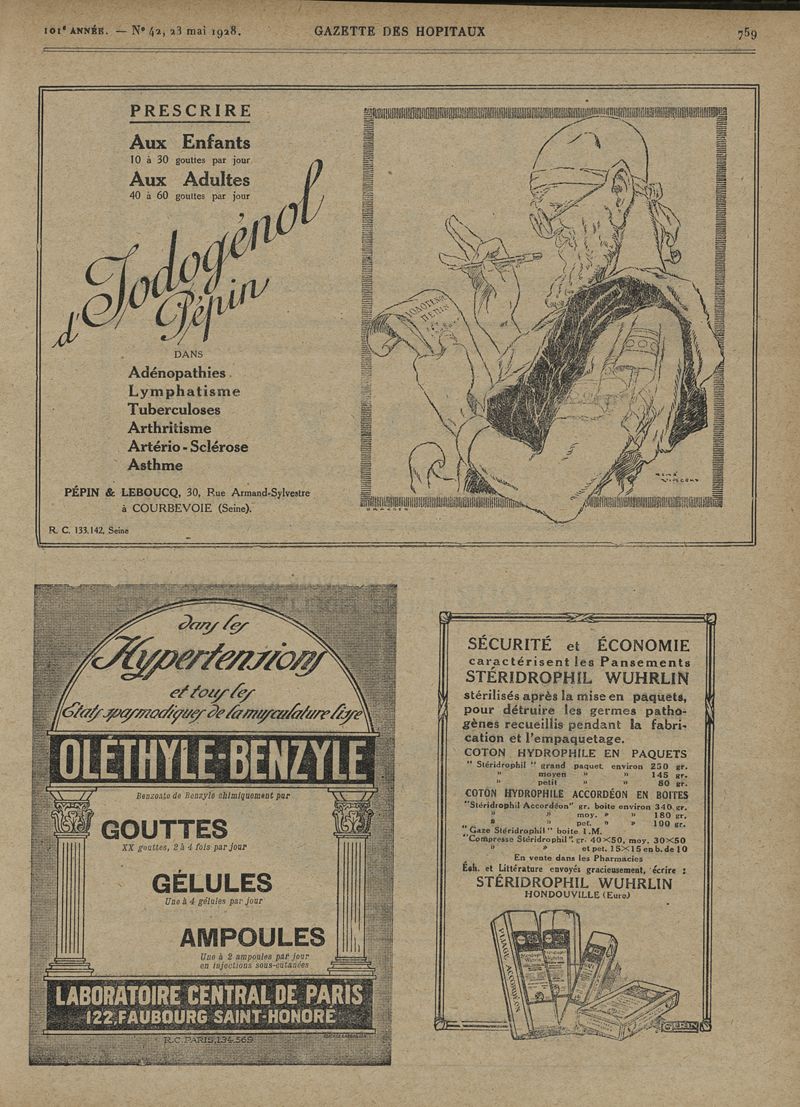 101e ANNÉE. — N° 42, 23 mai 1928. GAZETTE DES HOPITAUX 759
PRESCRIRE
Aux Enfants
10 à 30 gouttes par jour
Aux Adultes
40 à 60 gouttes par jour
d'Iodogénol
Pépin
DANS
Adénopathies
Lymphatisme
Tuberculoses
Arthritisme
Artério-Sclérose
Asthme
PÉPIN & LEBOUCQ, 30, Rue Armand-Sylvestre
à COURBEVOIE (Seine).
R. C. 133.142, Seine
IODOGENOL
PEPIN
RENÉ
VINCENT
dans les
Hypertensions
et tous les
États spasmodiques de la musculature lisse
OLÉTHYLE-BENZYLE
Benzoate de Benzyle chimiquement pur
GOUTTES
XX gouttes, 2 à 4 fois par jour
GÉLULES
Une à 4 gélules par jour
AMPOULES
Une à 2 ampoules par jour
en injections sous-cutanées
LABORATOIRE CENTRAL DE PARIS
122, FAUBOURG SAINT-HONORÉ
R.C. PARIS, 134.569
SÉCURITÉ et ÉCONOMIE
caractérisent les Pansements
STÉRIDROPHIL WUHRLIN
stérilisés après la mise en paquets,
pour détruire les germes patho-
gènes recueillis pendant la fabri-
cation et l'empaquetage.
COTON HYDROPHILE EN PAQUETS
" Stéridrophil " grand paquet environ 250 gr.
" moyen " " 145 gr.
" petit " " 80 gr.
COTON HYDROPHILE ACCORDÉON EN BOITES
"Stéridrophil Accordéon" gr. boite environ 340 gr.
" " moy. " " 180 gr.
" " pet. " " 100 gr.
"Gaze Stéridrophil" boite 1 M.
"Compresse Stéridrophil". gr. 40×50, moy. 30×50
" " et pet. 15×15 en b. de 10
En vente dans les Pharmacies
Éch. et Littérature envoyés gracieusement, écrire :
STÉRIDROPHIL WUHRLIN
HONDOUVILLE (Eure)
PLIAGE ACCORDÉON